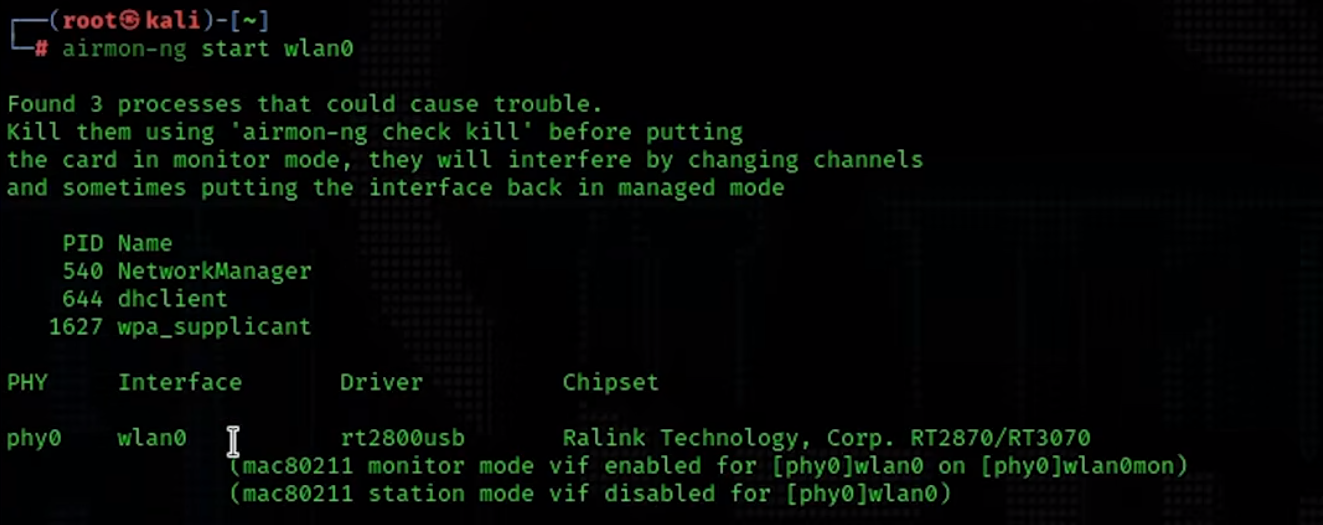 (root㉿kali)-[~]
# airmon-ng start wlan0
Found 3 processes that could cause trouble.
Kill them using 'airmon-ng check kill' before putting
the card in monitor mode, they will interfere by changing channels
and sometimes putting the interface back in managed mode
PID Name
540 NetworkManager
644 dhclient
1627 wpa_supplicant
PHY Interface Driver Chipset
phy0 wlan0 rt2800usb Ralink Technology, Corp. RT2870/RT3070
(mac80211 monitor mode vif enabled for [phy0]wlan0 on [phy0]wlan0mon)
(mac80211 station mode vif disabled for [phy0]wlan0)